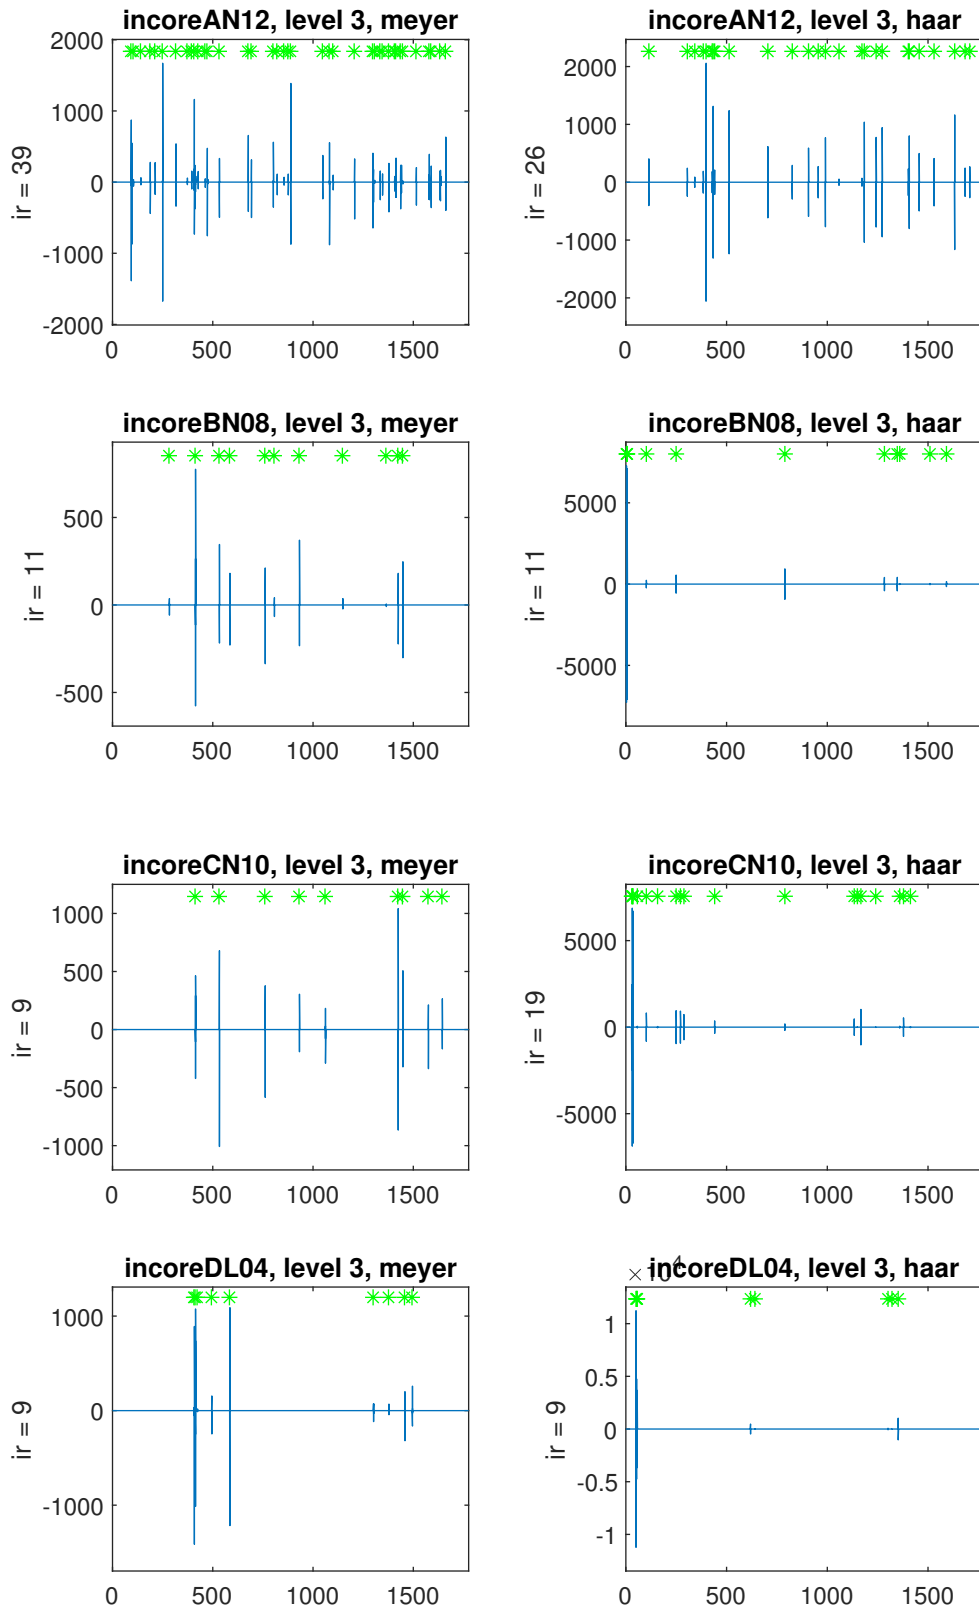 incoreAN12, level 3, meyer
2000
1000
0
-1000
-2000
ir = 39
0 500 1000 1500
incoreAN12, level 3, haar
2000
1000
0
-1000
-2000
ir = 26
0 500 1000 1500
incoreBN08, level 3, meyer
500
0
-500
ir = 11
0 500 1000 1500
incoreBN08, level 3, haar
5000
0
-5000
ir = 11
0 500 1000 1500
incoreCN10, level 3, meyer
1000
500
0
-500
-1000
ir = 9
0 500 1000 1500
incoreCN10, level 3, haar
5000
0
-5000
ir = 19
0 500 1000 1500
incoreDL04, level 3, meyer
1000
0
-1000
ir = 9
0 500 1000 1500
incoreDL04, level 3, haar
× 10^4
1
0.5
0
-0.5
-1
ir = 9
0 500 1000 1500